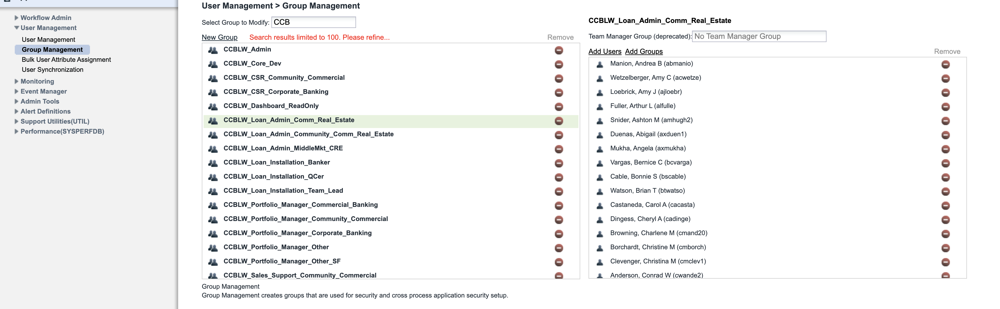 Workflow Admin
User Management
User Management
Group Management
Bulk User Attribute Assignment
User Synchronization
Monitoring
Event Manager
Admin Tools
Alert Definitions
Support Utilities(UTIL)
Performance(SYSPERFDB)
User Management > Group Management
Select Group to Modify: CCB
New Group Search results limited to 100. Please refine... Remove
CCBLW_Admin
CCBLW_Core_Dev
CCBLW_CSR_Community_Commercial
CCBLW_CSR_Corporate_Banking
CCBLW_Dashboard_ReadOnly
CCBLW_Loan_Admin_Comm_Real_Estate
CCBLW_Loan_Admin_Community_Comm_Real_Estate
CCBLW_Loan_Admin_MiddleMkt_CRE
CCBLW_Loan_Installation_Banker
CCBLW_Loan_Installation_QCer
CCBLW_Loan_Installation_Team_Lead
CCBLW_Portfolio_Manager_Commercial_Banking
CCBLW_Portfolio_Manager_Community_Commercial
CCBLW_Portfolio_Manager_Corporate_Banking
CCBLW_Portfolio_Manager_Other
CCBLW_Portfolio_Manager_Other_SF
CCBLW_Sales_Support_Community_Commercial
Group Management
Group Management creates groups that are used for security and cross process application security setup.
CCBLW_Loan_Admin_Comm_Real_Estate
Team Manager Group (deprecated): No Team Manager Group
Add Users Add Groups Remove
Manion, Andrea B (abmanio)
Wetzelberger, Amy C (acwetze)
Loebrick, Amy J (ajloebr)
Fuller, Arthur L (alfulle)
Snider, Ashton M (amhugh2)
Duenas, Abigail (axduen1)
Mukha, Angela (axmukha)
Vargas, Bernice C (bcvarga)
Cable, Bonnie S (bscable)
Watson, Brian T (btwatso)
Castaneda, Carol A (cacasta)
Dingess, Cheryl A (cadinge)
Browning, Charlene M (cmand20)
Borchardt, Christine M (cmborch)
Clevenger, Christina M (cmclev1)
Anderson, Conrad W (cwande2)